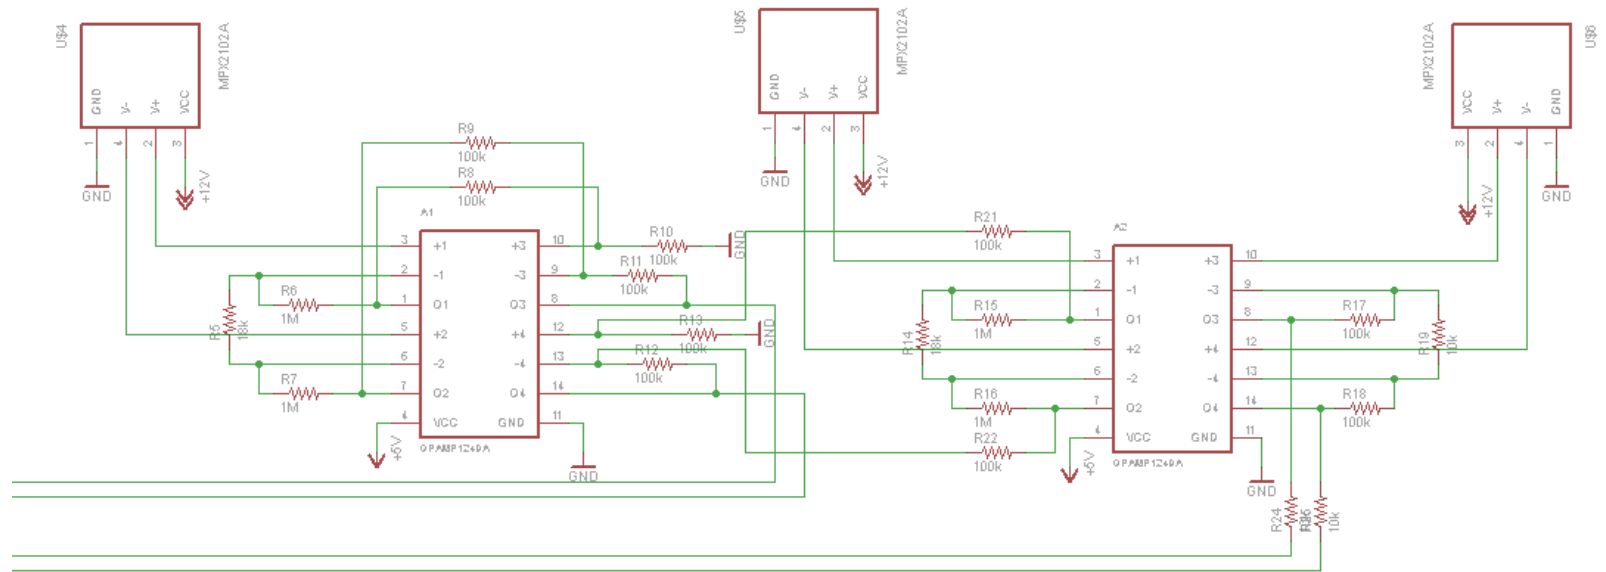 U$4
MPX2102A
GND
V-
V+
VCC
1
4
2
3
GND
+12V
U$5
MPX2102A
GND
V-
V+
VCC
1
4
2
3
GND
+12V
U$6
MPX2102A
VCC
V+
V-
GND
3
2
4
1
+12V
GND
R9
100k
R8
100k
A1
3 +1 +3 10
2 -1 -3 9
1 O1 O3 8
5 +2 +4 12
6 -2 -4 13
7 O2 O4 14
4 VCC GND 11
+5V
GND
R5
18k
R6
1M
R7
1M
R10
100k
GND
R11
100k
R13
100k
GND
R12
100k
R21
100k
A2
3 +1 +3 10
2 -1 -3 9
1 O1 O3 8
5 +2 +4 12
6 -2 -4 13
7 O2 O4 14
4 VCC GND 11
+5V
GND
R14
18k
R15
1M
R16
1M
R22
100k
R17
100k
R19
10k
R18
100k
R24
10k